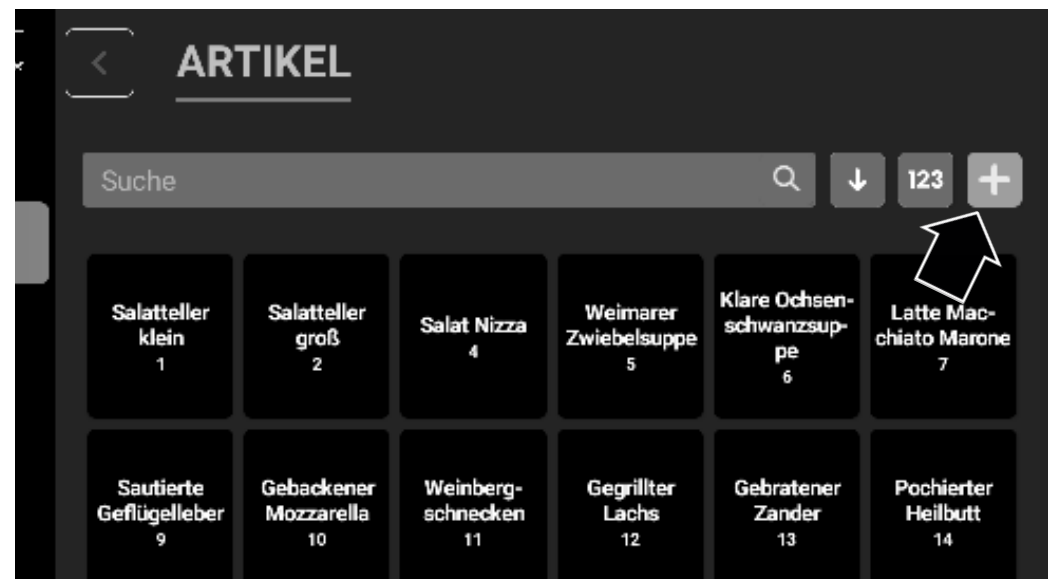 ARTIKEL
Suche
123
Salatteller
klein
1
Salatteller
groß
2
Salat Nizza
4
Weimarer
Zwiebelsuppe
5
Klare Ochsen-
schwanzsup-
pe
6
Latte Mac-
chiato Marone
7
Sautierte
Geflügelleber
9
Gebackener
Mozzarella
10
Weinberg-
schnecken
11
Gegrillter
Lachs
12
Gebratener
Zander
13
Pochierter
Heilbutt
14